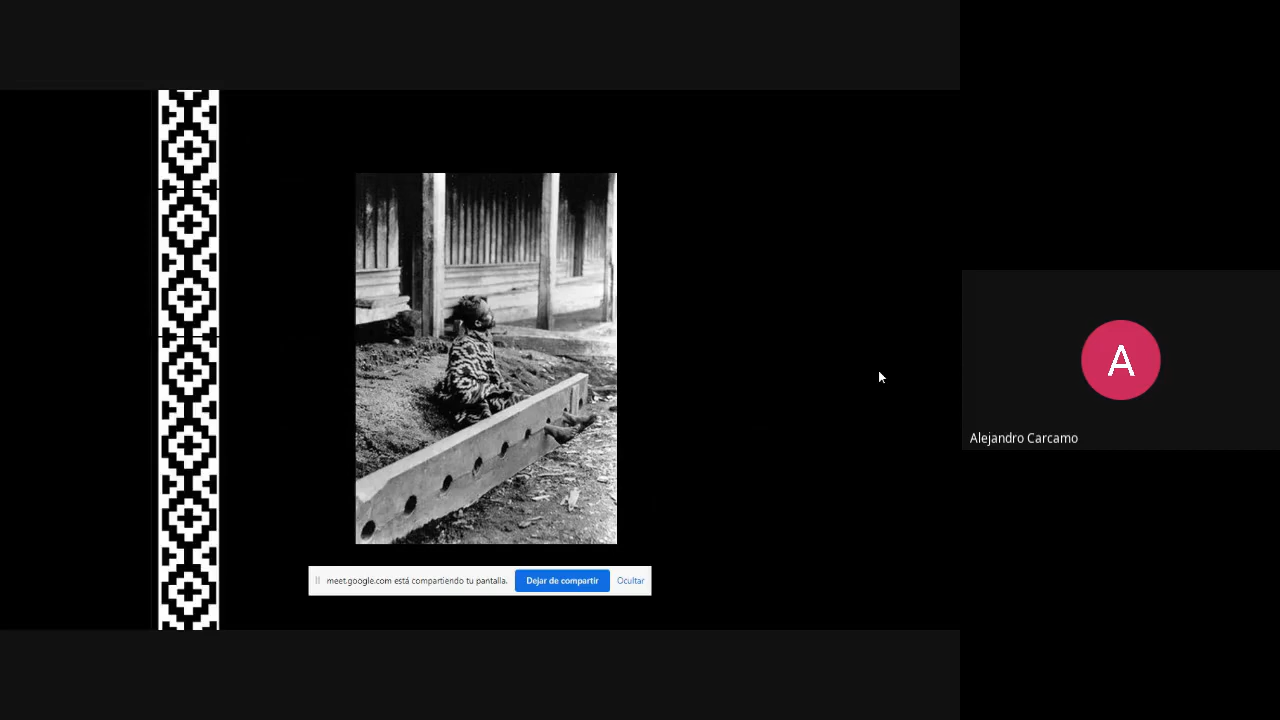 meet.google.com está compartiendo tu pantalla.
Dejar de compartir
Ocultar
A
Alejandro Carcamo